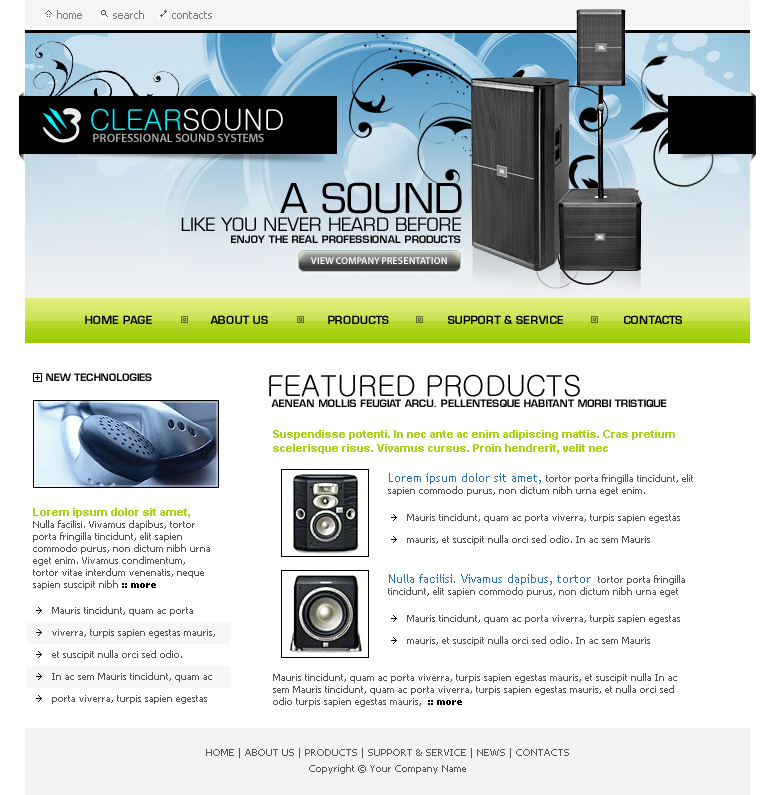 home search contacts
CLEARSOUND
PROFESSIONAL SOUND SYSTEMS
A SOUND
LIKE YOU NEVER HEARD BEFORE
ENJOY THE REAL PROFESSIONAL PRODUCTS
VIEW COMPANY PRESENTATION
HOME PAGE ABOUT US PRODUCTS SUPPORT & SERVICE CONTACTS
NEW TECHNOLOGIES
Lorem ipsum dolor sit amet,
Nulla facilisi. Vivamus dapibus, tortor
porta fringilla tincidunt, elit sapien
commodo purus, non dictum nibh urna
eget enim. Vivamus condimentum,
tortor vitae interdum venenatis, neque
sapien suscipit nibh :: more
Mauris tincidunt, quam ac porta
viverra, turpis sapien egestas mauris,
et suscipit nulla orci sed odio.
In ac sem Mauris tincidunt, quam ac
porta viverra, turpis sapien egestas
FEATURED PRODUCTS
AENEAN MOLLIS FEUGIAT ARCU. PELLENTESQUE HABITANT MORBI TRISTIQUE
Suspendisse potenti. In nec ante ac enim adipiscing mattis. Cras pretium
scelerisque risus. Vivamus cursus. Proin hendrerit, velit nec
Lorem ipsum dolor sit amet, tortor porta fringilla tincidunt, elit
sapien commodo purus, non dictum nibh urna eget enim.
Mauris tincidunt, quam ac porta viverra, turpis sapien egestas
mauris, et suscipit nulla orci sed odio. In ac sem Mauris
Nulla facilisi. Vivamus dapibus, tortor porta fringilla
tincidunt, elit sapien commodo purus, non dictum nibh urna eget
Mauris tincidunt, quam ac porta viverra, turpis sapien egestas
mauris, et suscipit nulla orci sed odio. In ac sem Mauris
Mauris tincidunt, quam ac porta viverra, turpis sapien egestas mauris, et suscipit nulla In ac
sem Mauris tincidunt, quam ac porta viverra, turpis sapien egestas mauris, et nulla orci sed
odio turpis sapien egestas mauris, :: more
HOME | ABOUT US | PRODUCTS | SUPPORT & SERVICE | NEWS | CONTACTS
Copyright © Your Company Name